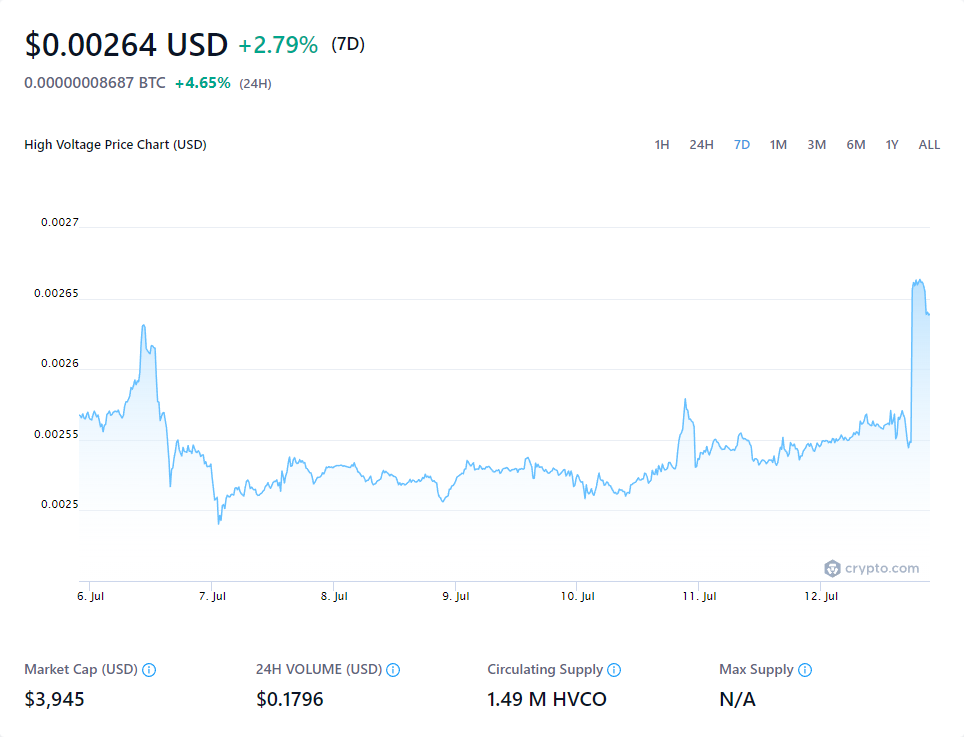 $0.00264 USD +2.79% (7D)
0.00000008687 BTC +4.65% (24H)
High Voltage Price Chart (USD) 1H 24H 7D 1M 3M 6M 1Y ALL
0.0027
0.00265
0.0026
0.00255
0.0025
crypto.com
6. Jul 7. Jul 8. Jul 9. Jul 10. Jul 11. Jul 12. Jul
Market Cap (USD) 24H VOLUME (USD) Circulating Supply Max Supply
$3,945 $0.1796 1.49 M HVCO N/A